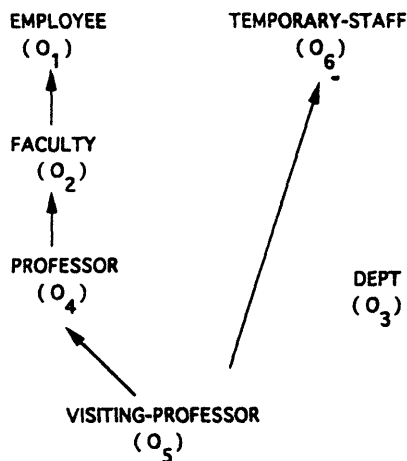 EMPLOYEE
(O1)
TEMPORARY-STAFF
(O6)
FACULTY
(O2)
PROFESSOR
(O4)
DEPT
(O3)
VISITING-PROFESSOR
(O5)